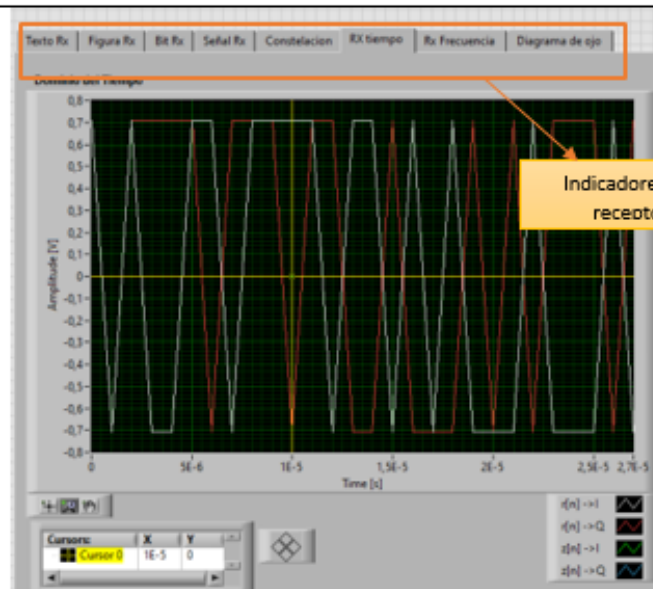 Texto Rx | Figura Rx | Bit Rx | Señal Rx | Constelacion | RX tiempo | Rx Frecuencia | Diagrama de ojo
Dominio del Tiempo
Indicadore
recepto
Amplitude [V]
0,8
0,7
0,6
0,5
0,4
0,3
0,2
0,1
0
-0,1
-0,2
-0,3
-0,4
-0,5
-0,6
-0,7
-0,8
0 5E-6 1E-5 1,5E-5 2E-5 2,5E-5 2,7E-5
Time [s]
r[n] ->I
r[n] ->Q
z[n] ->I
z[n] ->Q
Cursors: X Y
Cursor 0 1E-5 0